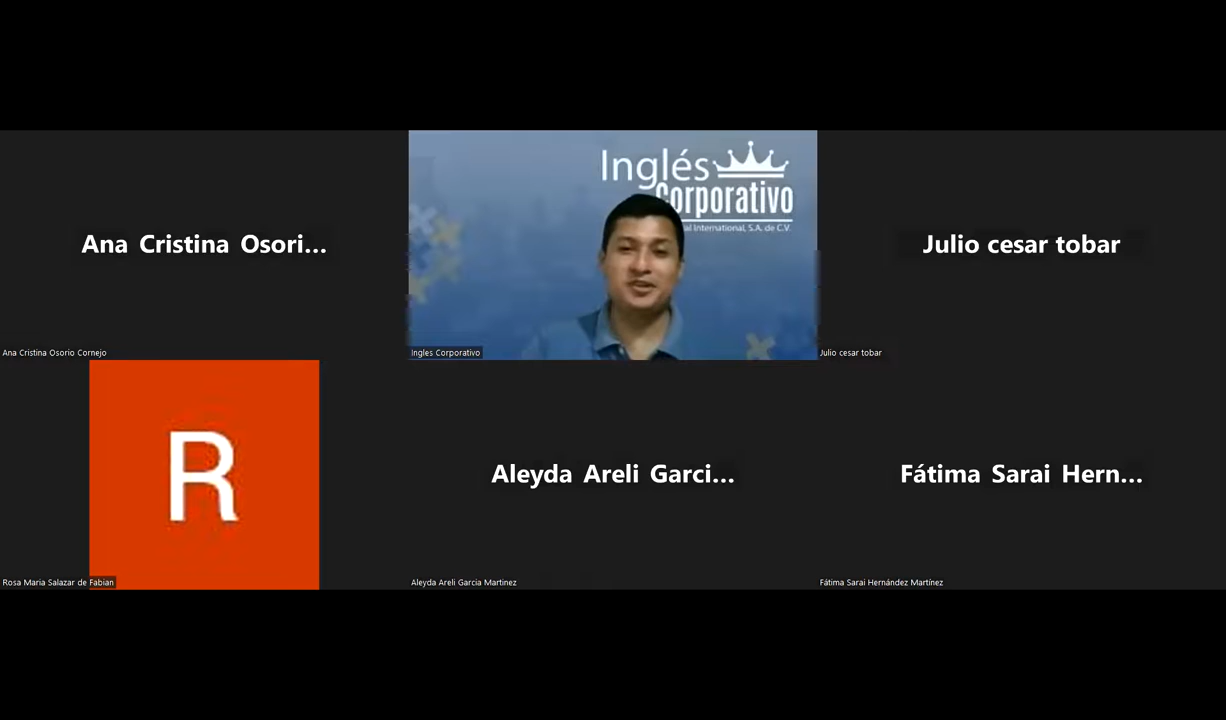 Ana Cristina Osori...
Ana Cristina Osorio Cornejo
Inglés
Corporativo
al International, S.A. de C.V.
Ingles Corporativo
Julio cesar tobar
Julio cesar tobar
R
Rosa Maria Salazar de Fabian
Aleyda Areli Garci...
Aleyda Areli Garcia Martinez
Fátima Sarai Hern...
Fátima Sarai Hernández Martínez